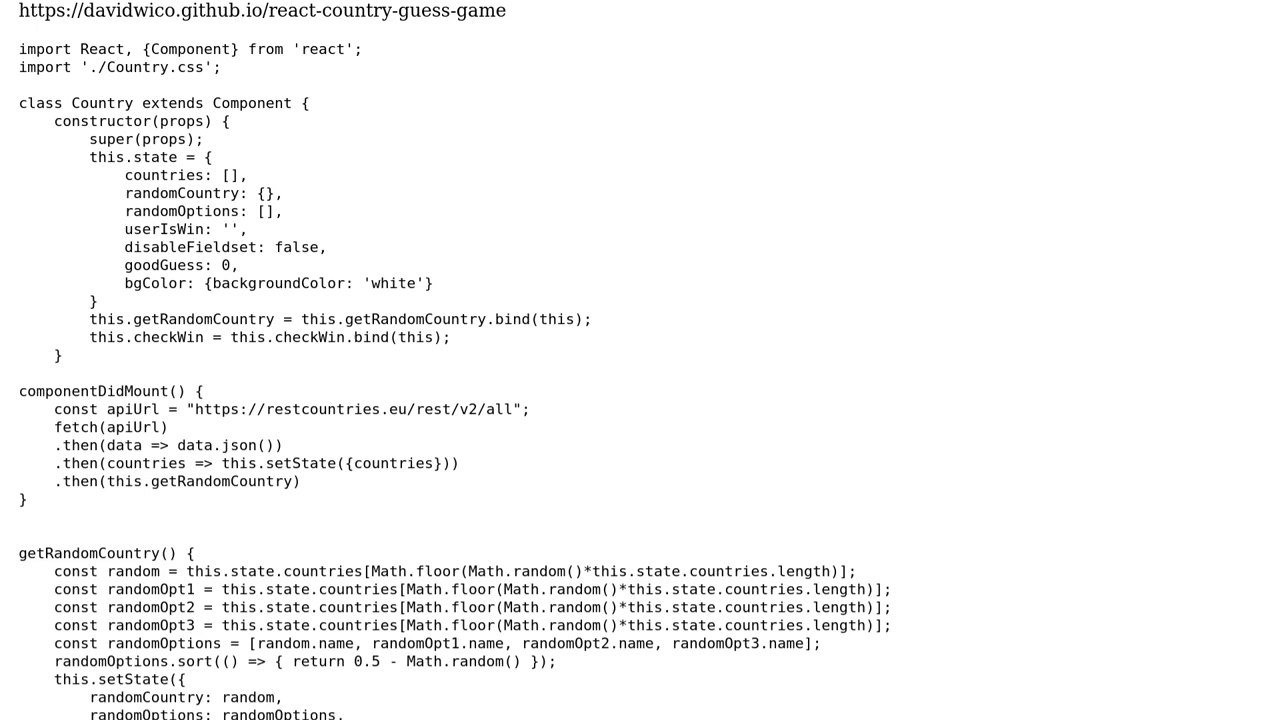 https://davidwico.github.io/react-country-guess-game
import React, {Component} from 'react';
import './Country.css';
class Country extends Component {
    constructor(props) {
        super(props);
        this.state = {
            countries: [],
            randomCountry: {},
            randomOptions: [],
            userIsWin: '',
            disableFieldset: false,
            goodGuess: 0,
            bgColor: {backgroundColor: 'white'}
        }
        this.getRandomCountry = this.getRandomCountry.bind(this);
        this.checkWin = this.checkWin.bind(this);
    }
componentDidMount() {
    const apiUrl = "https://restcountries.eu/rest/v2/all";
    fetch(apiUrl)
    .then(data => data.json())
    .then(countries => this.setState({countries}))
    .then(this.getRandomCountry)
}
getRandomCountry() {
    const random = this.state.countries[Math.floor(Math.random()*this.state.countries.length)];
    const randomOpt1 = this.state.countries[Math.floor(Math.random()*this.state.countries.length)];
    const randomOpt2 = this.state.countries[Math.floor(Math.random()*this.state.countries.length)];
    const randomOpt3 = this.state.countries[Math.floor(Math.random()*this.state.countries.length)];
    const randomOptions = [random.name, randomOpt1.name, randomOpt2.name, randomOpt3.name];
    randomOptions.sort(() => { return 0.5 - Math.random() });
    this.setState({
        randomCountry: random,
        randomOptions: randomOptions,